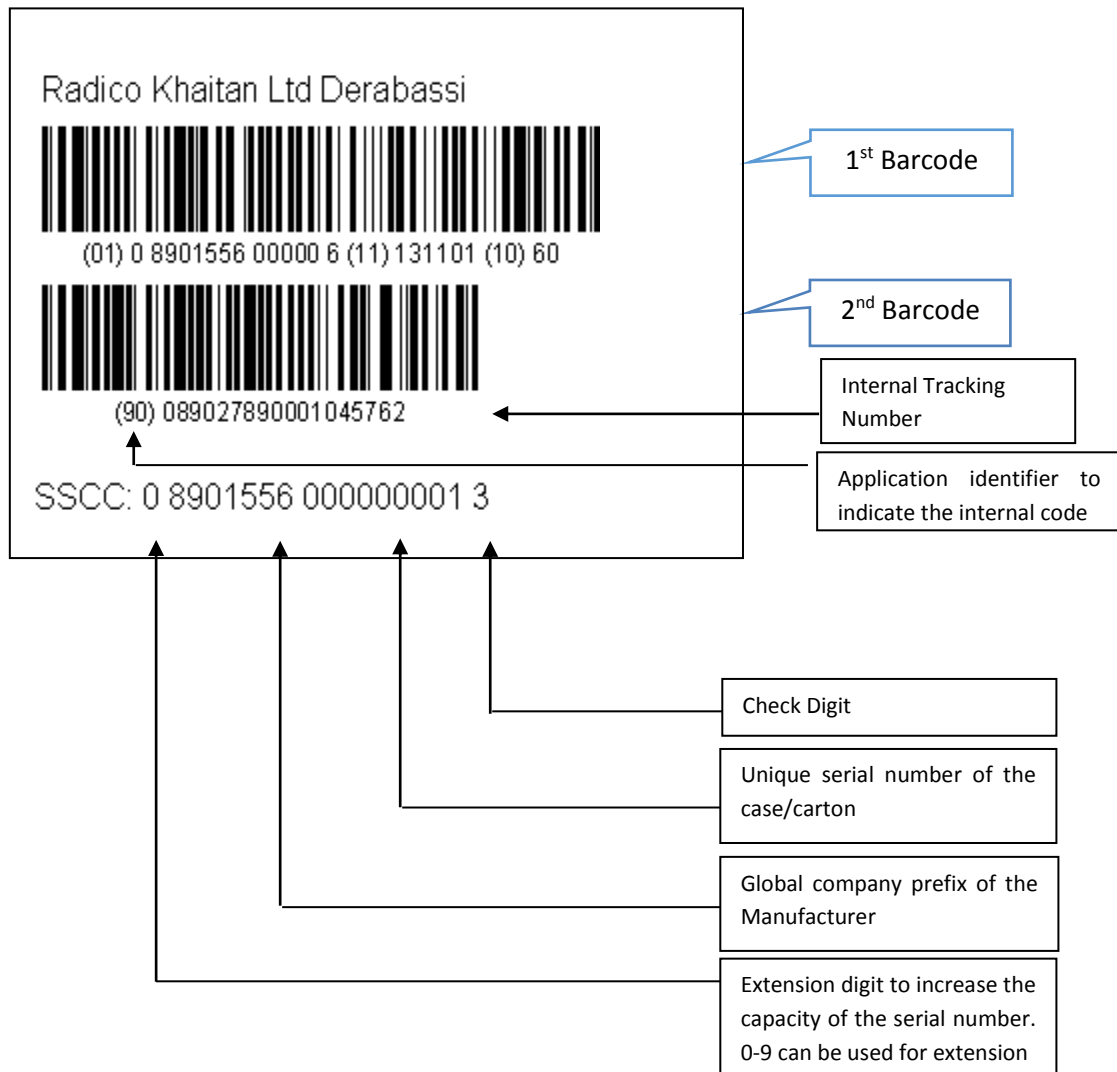 Radico Khaitan Ltd Derabassi
(01) 0 8901556 00000 6 (11) 131101 (10) 60
(90) 089027890001045762
SSCC: 0 8901556 000000001 3
1st Barcode
2nd Barcode
Internal Tracking
Number
Application identifier to
indicate the internal code
Check Digit
Unique serial number of the
case/carton
Global company prefix of the
Manufacturer
Extension digit to increase the
capacity of the serial number.
0-9 can be used for extension